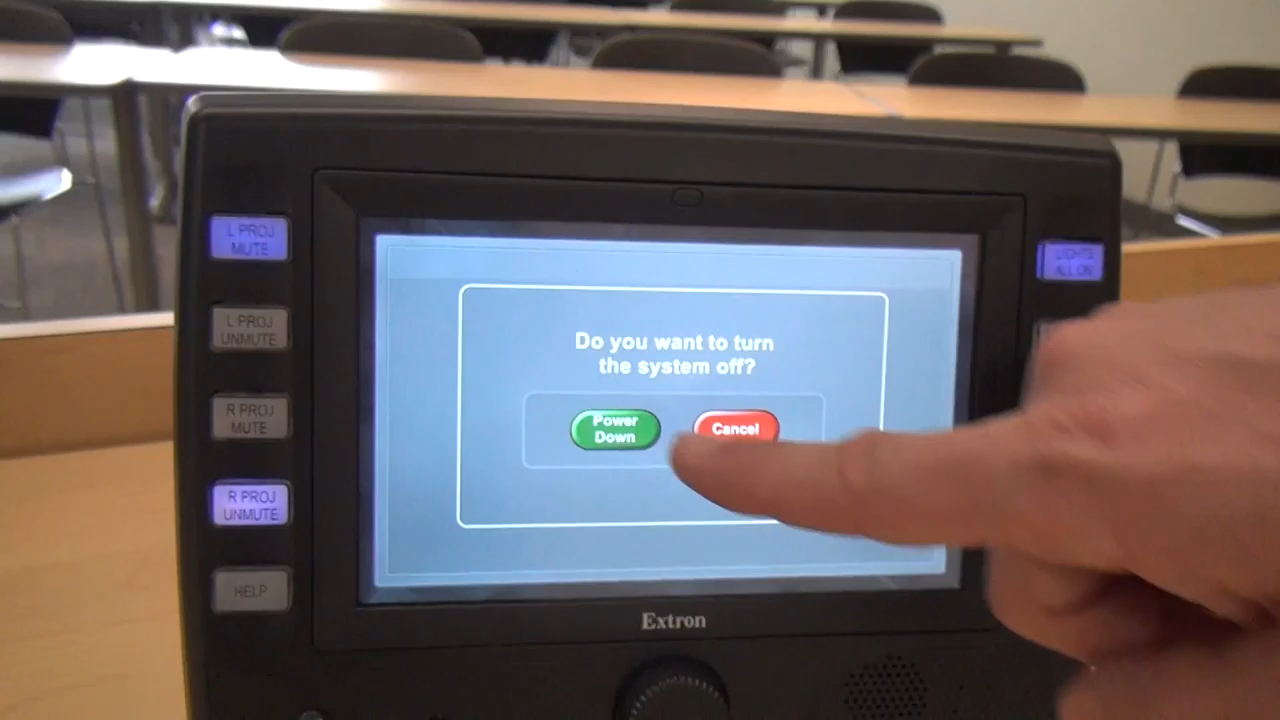 L PROJ
MUTE
L PROJ
UNMUTE
R PROJ
MUTE
R PROJ
UNMUTE
HELP
Do you want to turn
the system off?
Power
Down
Cancel
LIGHTS
ALL ON
Extron